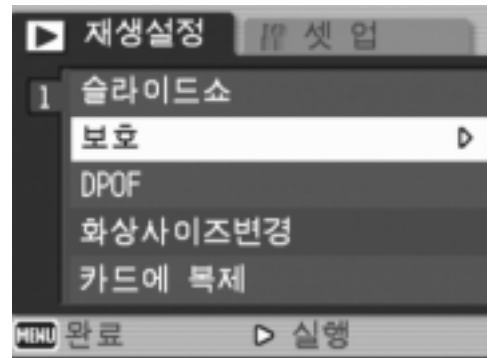 재생설정 셋 업
1 슬라이드쇼
보호
DPOF
화상사이즈변경
카드에 복제
MENU 완료 실행